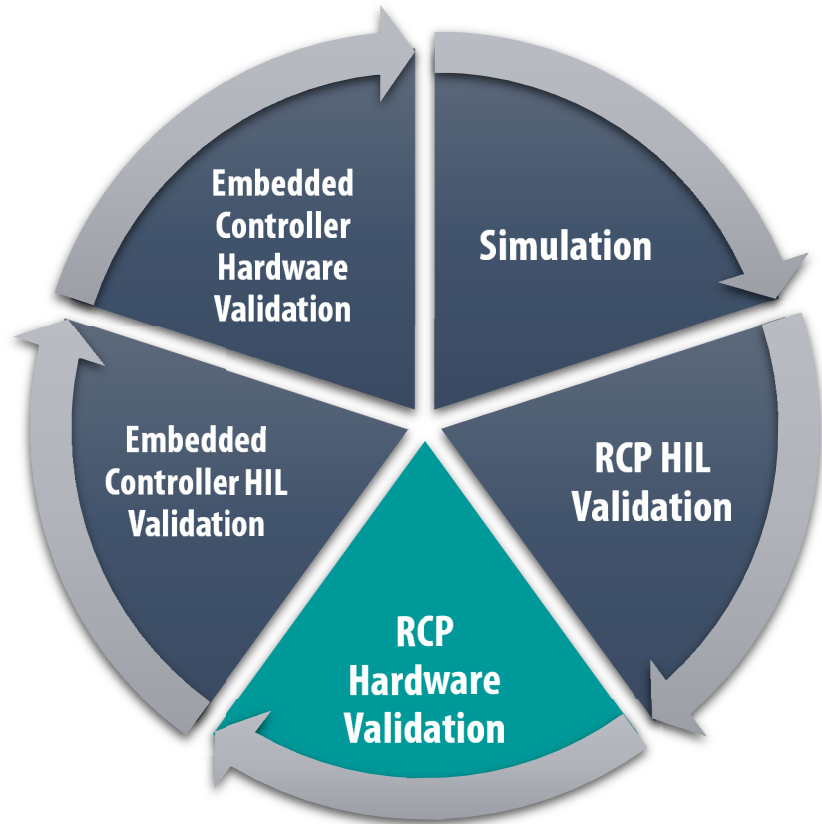 Simulation
RCP HIL
Validation
RCP
Hardware
Validation
Embedded
Controller HIL
Validation
Embedded
Controller
Hardware
Validation